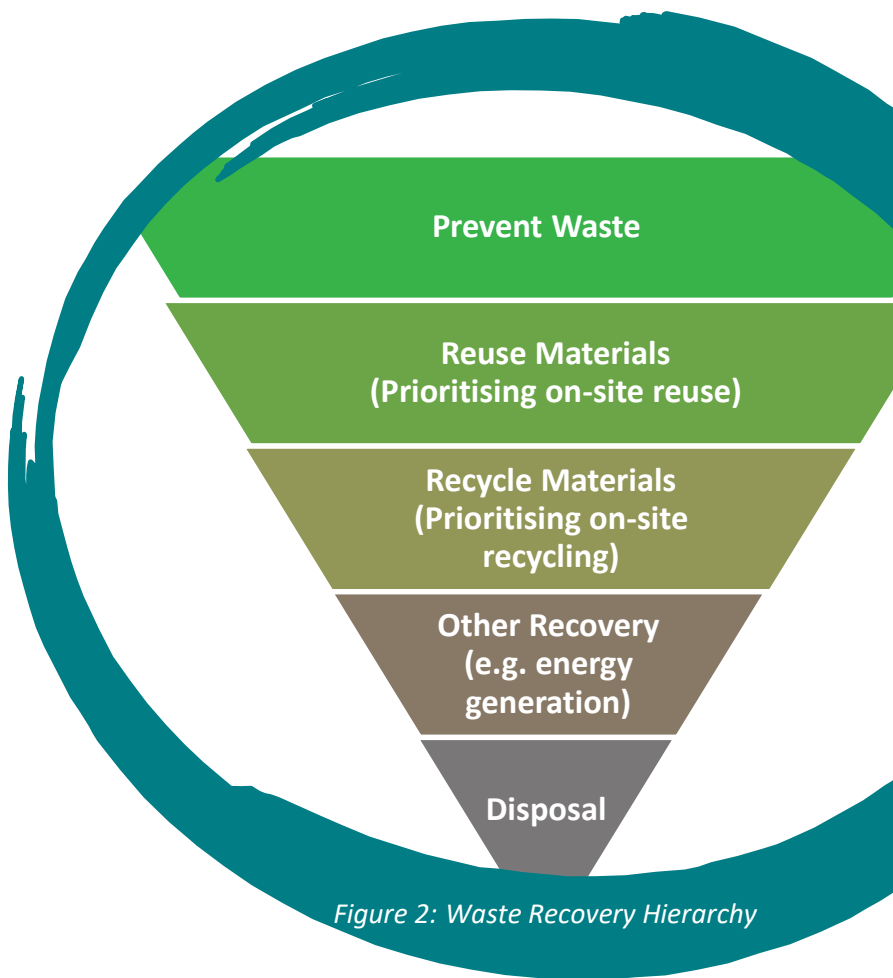 Prevent Waste
Reuse Materials
(Prioritising on-site reuse)
Recycle Materials
(Prioritising on-site
recycling)
Other Recovery
(e.g. energy
generation)
Disposal
Figure 2: Waste Recovery Hierarchy